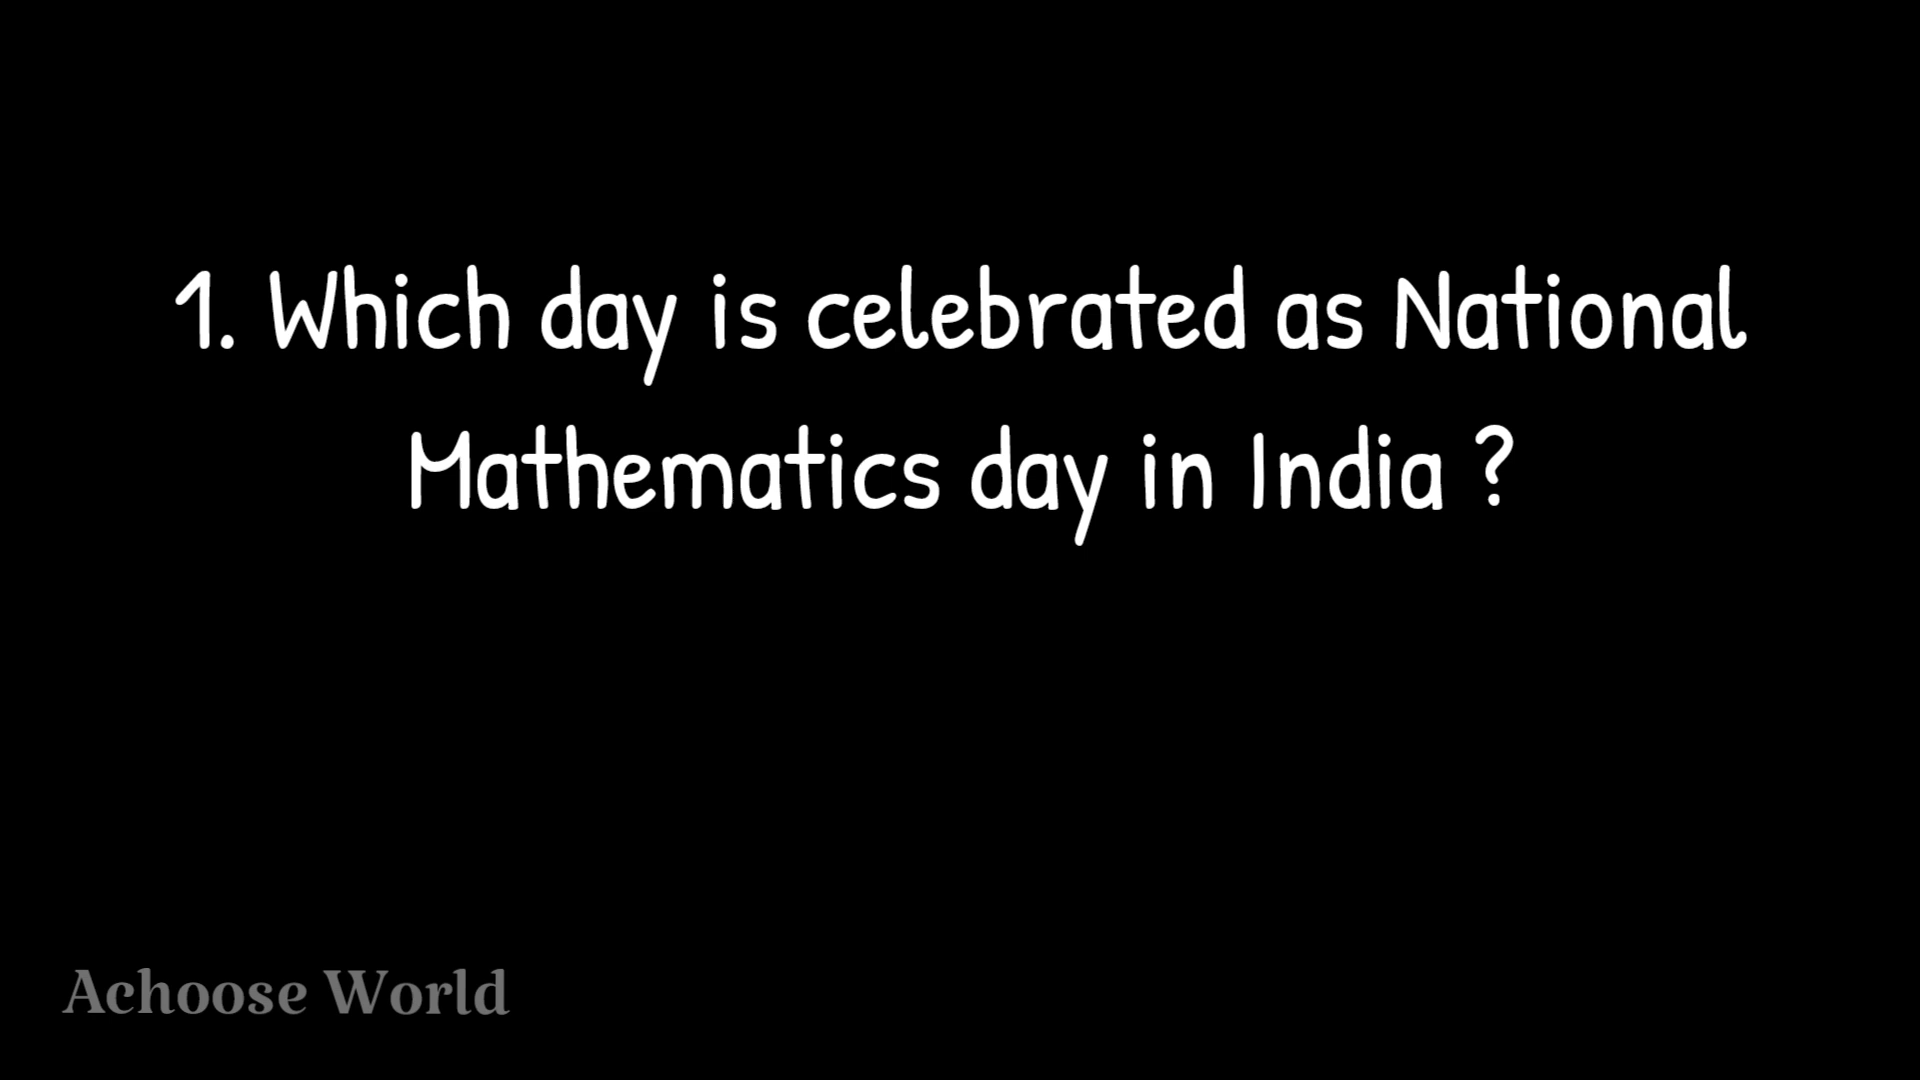 1. Which day is celebrated as National
Mathematics day in India ?
Achoose World